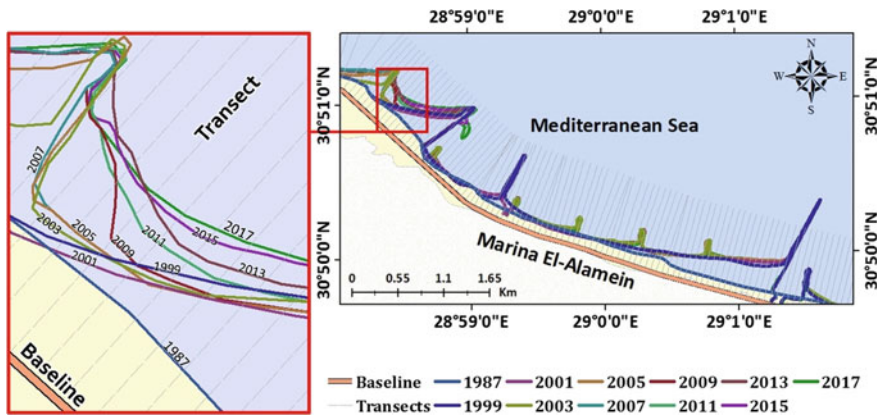 28°59'0"E 29°0'0"E 29°1'0"E
30°51'0"N
30°50'0"N
30°51'0"N
30°50'0"N
N
W E
S
Mediterranean Sea
Marina El-Alamein
0 0.55 1.1 1.65
Km
28°59'0"E 29°0'0"E 29°1'0"E
Transect
2007
2017
2015
2005
2003
2011
2009
1999
2013
2001
1987
Baseline
Baseline 1987 2001 2005 2009 2013 2017
Transects 1999 2003 2007 2011 2015